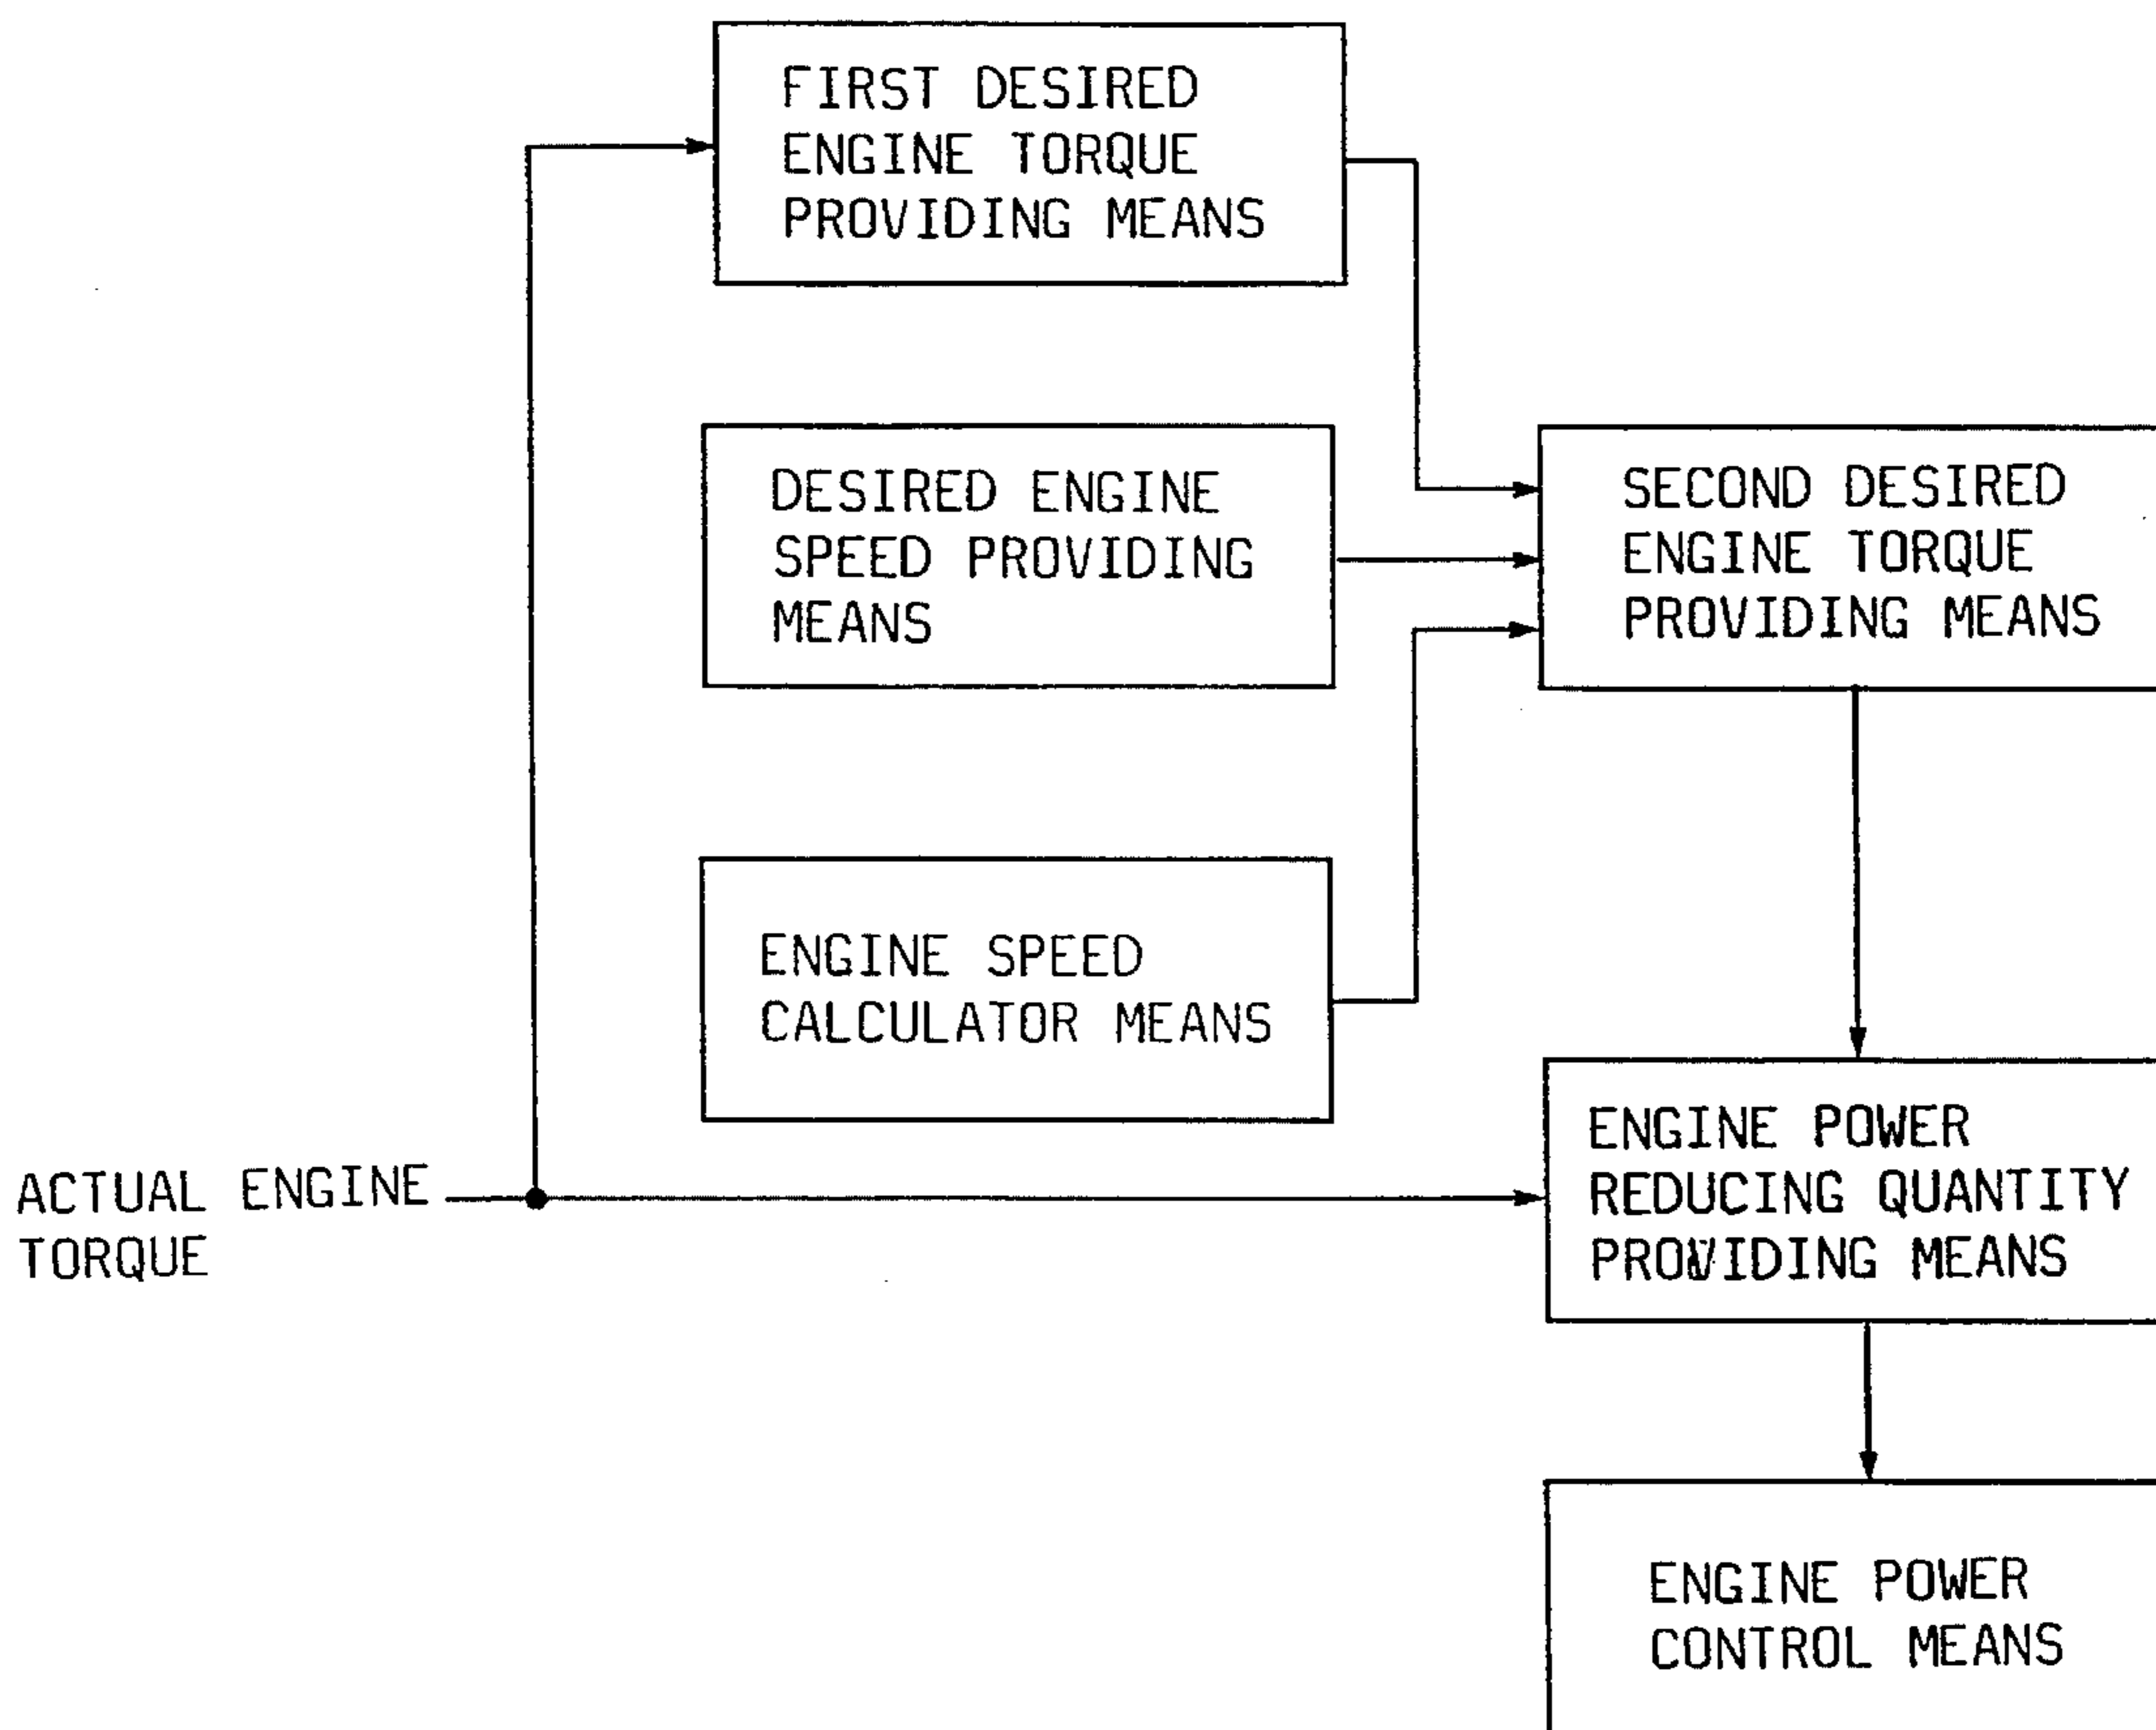 FIRST DESIRED
ENGINE TORQUE
PROVIDING MEANS
DESIRED ENGINE
SPEED PROVIDING
MEANS
SECOND DESIRED
ENGINE TORQUE
PROVIDING MEANS
ENGINE SPEED
CALCULATOR MEANS
ACTUAL ENGINE
TORQUE
ENGINE POWER
REDUCING QUANTITY
PROVIDING MEANS
ENGINE POWER
CONTROL MEANS